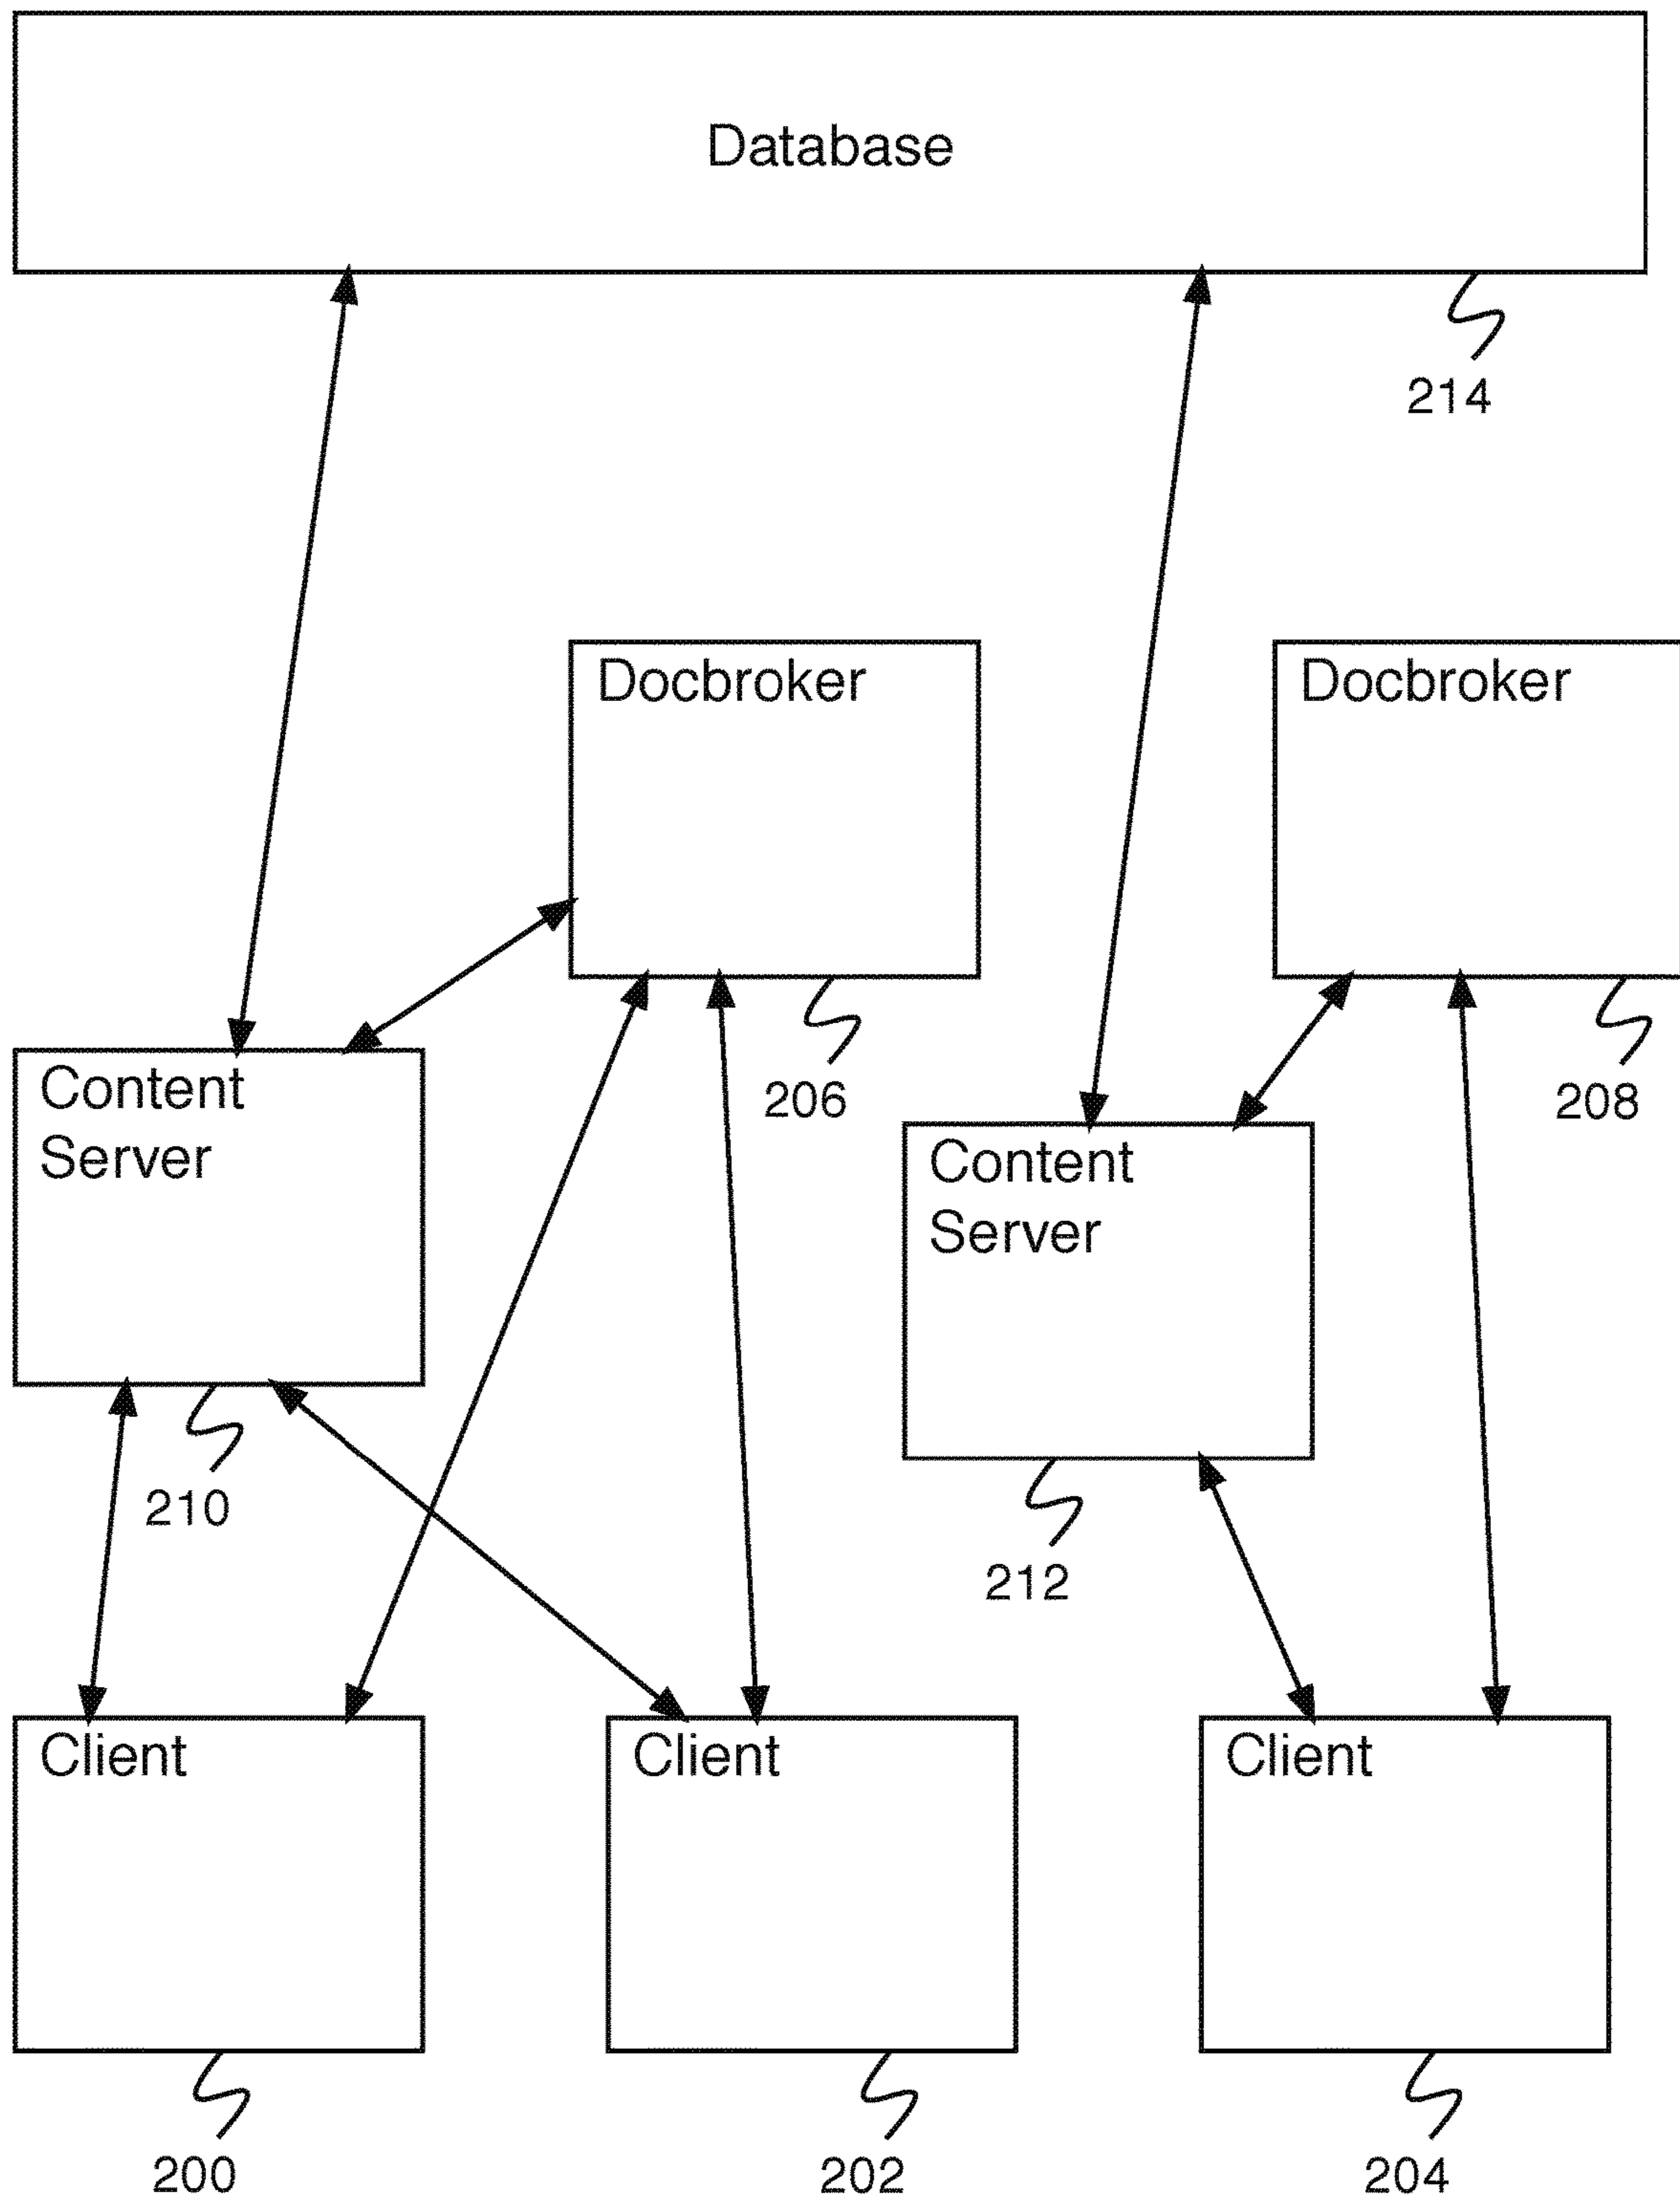 Database
214
Docbroker
Docbroker
206
208
Content
Server
Content
Server
210
212
Client
Client
Client
200
202
204